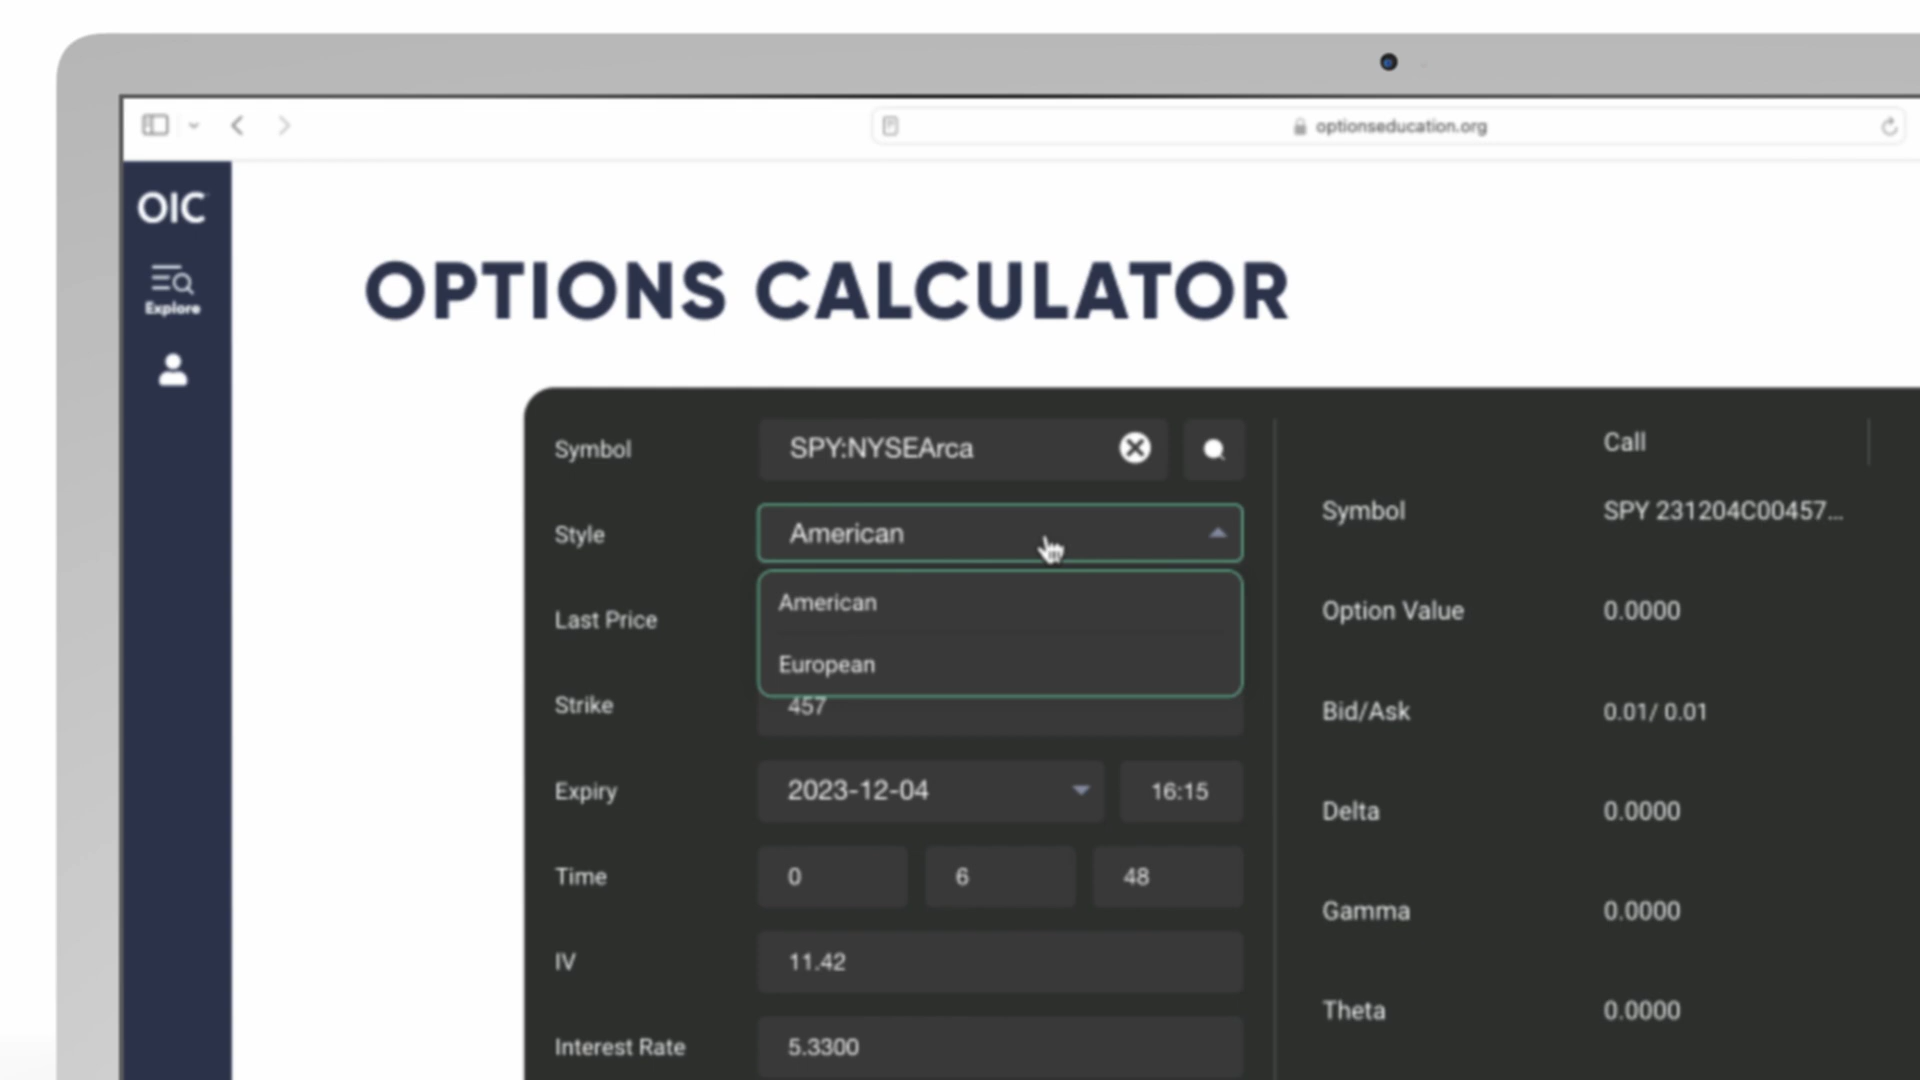 optionseducation.org
OIC
Explore
OPTIONS CALCULATOR
Symbol SPY:NYSEArca
Style American
American
European
Last Price
Strike 457
Expiry 2023-12-04 16:15
Time 0 6 48
IV 11.42
Interest Rate 5.3300
Call
Symbol SPY 231204C00457...
Option Value 0.0000
Bid/Ask 0.01/ 0.01
Delta 0.0000
Gamma 0.0000
Theta 0.0000